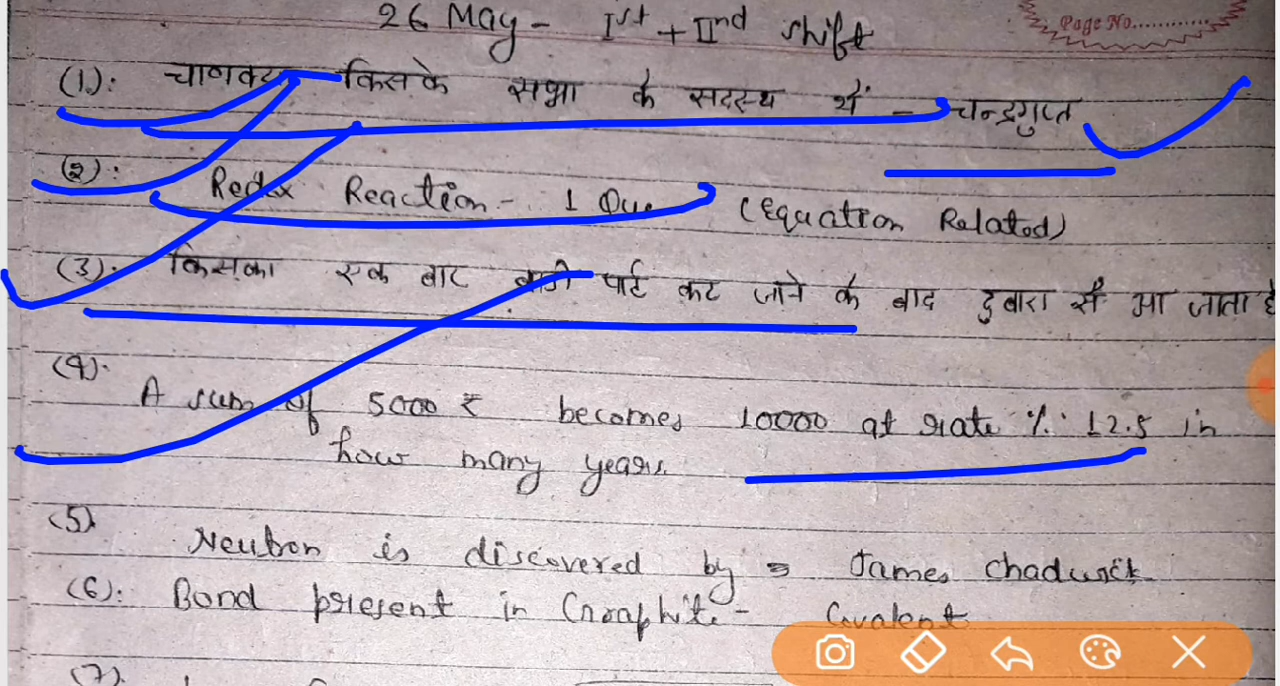 26 May - Ist + IInd shift
Page No.............
(1). चाणक्य किसके सभा के सदस्य थें - चन्द्रगुप्त
(2). Redox Reaction - 1 Que (Equation Related)
(3). किसका एक बार बाडी पार्ट कट जाने के बाद दुबारा से आ जाता है
(4).
A sum of 5000 ₹ becomes 10000 at rate % 12.5 in
how many years.
(5)
Neutron is discovered by James chadwick
(6). Bond present in Graphite - Covalent
(7).